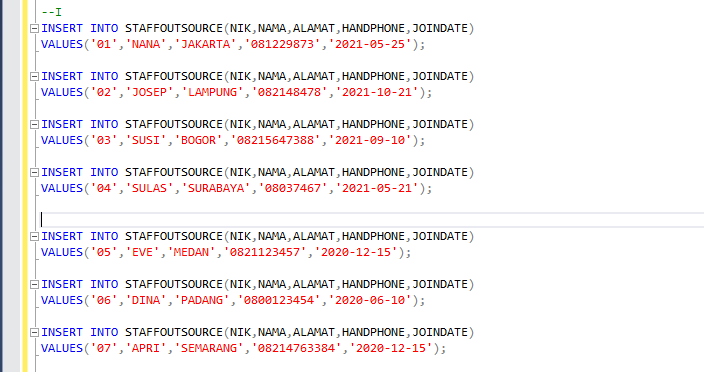 --I
INSERT INTO STAFFOUTSOURCE(NIK,NAMA,ALAMAT,HANDPHONE,JOINDATE)
VALUES('01','NANA','JAKARTA','081229873','2021-05-25');
INSERT INTO STAFFOUTSOURCE(NIK,NAMA,ALAMAT,HANDPHONE,JOINDATE)
VALUES('02','JOSEP','LAMPUNG','082148478','2021-10-21');
INSERT INTO STAFFOUTSOURCE(NIK,NAMA,ALAMAT,HANDPHONE,JOINDATE)
VALUES('03','SUSI','BOGOR','08215647388','2021-09-10');
INSERT INTO STAFFOUTSOURCE(NIK,NAMA,ALAMAT,HANDPHONE,JOINDATE)
VALUES('04','SULAS','SURABAYA','08037467','2021-05-21');
INSERT INTO STAFFOUTSOURCE(NIK,NAMA,ALAMAT,HANDPHONE,JOINDATE)
VALUES('05','EVE','MEDAN','0821123457','2020-12-15');
INSERT INTO STAFFOUTSOURCE(NIK,NAMA,ALAMAT,HANDPHONE,JOINDATE)
VALUES('06','DINA','PADANG','0800123454','2020-06-10');
INSERT INTO STAFFOUTSOURCE(NIK,NAMA,ALAMAT,HANDPHONE,JOINDATE)
VALUES('07','APRI','SEMARANG','08214763384','2020-12-15');